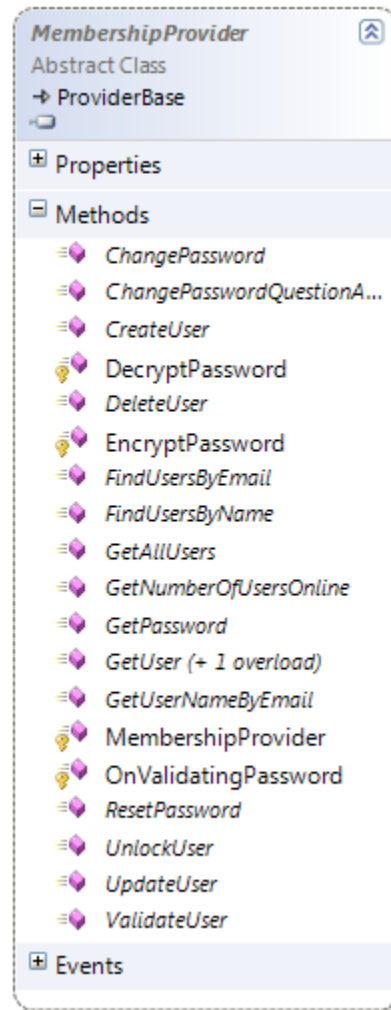 MembershipProvider
Abstract Class
ProviderBase
Properties
Methods
ChangePassword
ChangePasswordQuestionA...
CreateUser
DecryptPassword
DeleteUser
EncryptPassword
FindUsersByEmail
FindUsersByName
GetAllUsers
GetNumberOfUsersOnline
GetPassword
GetUser (+ 1 overload)
GetUserNameByEmail
MembershipProvider
OnValidatingPassword
ResetPassword
UnlockUser
UpdateUser
ValidateUser
Events